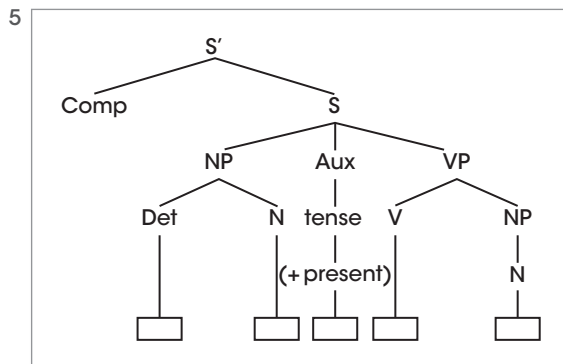 5
S′
Comp S
NP Aux VP
Det N tense V NP
(+present) N